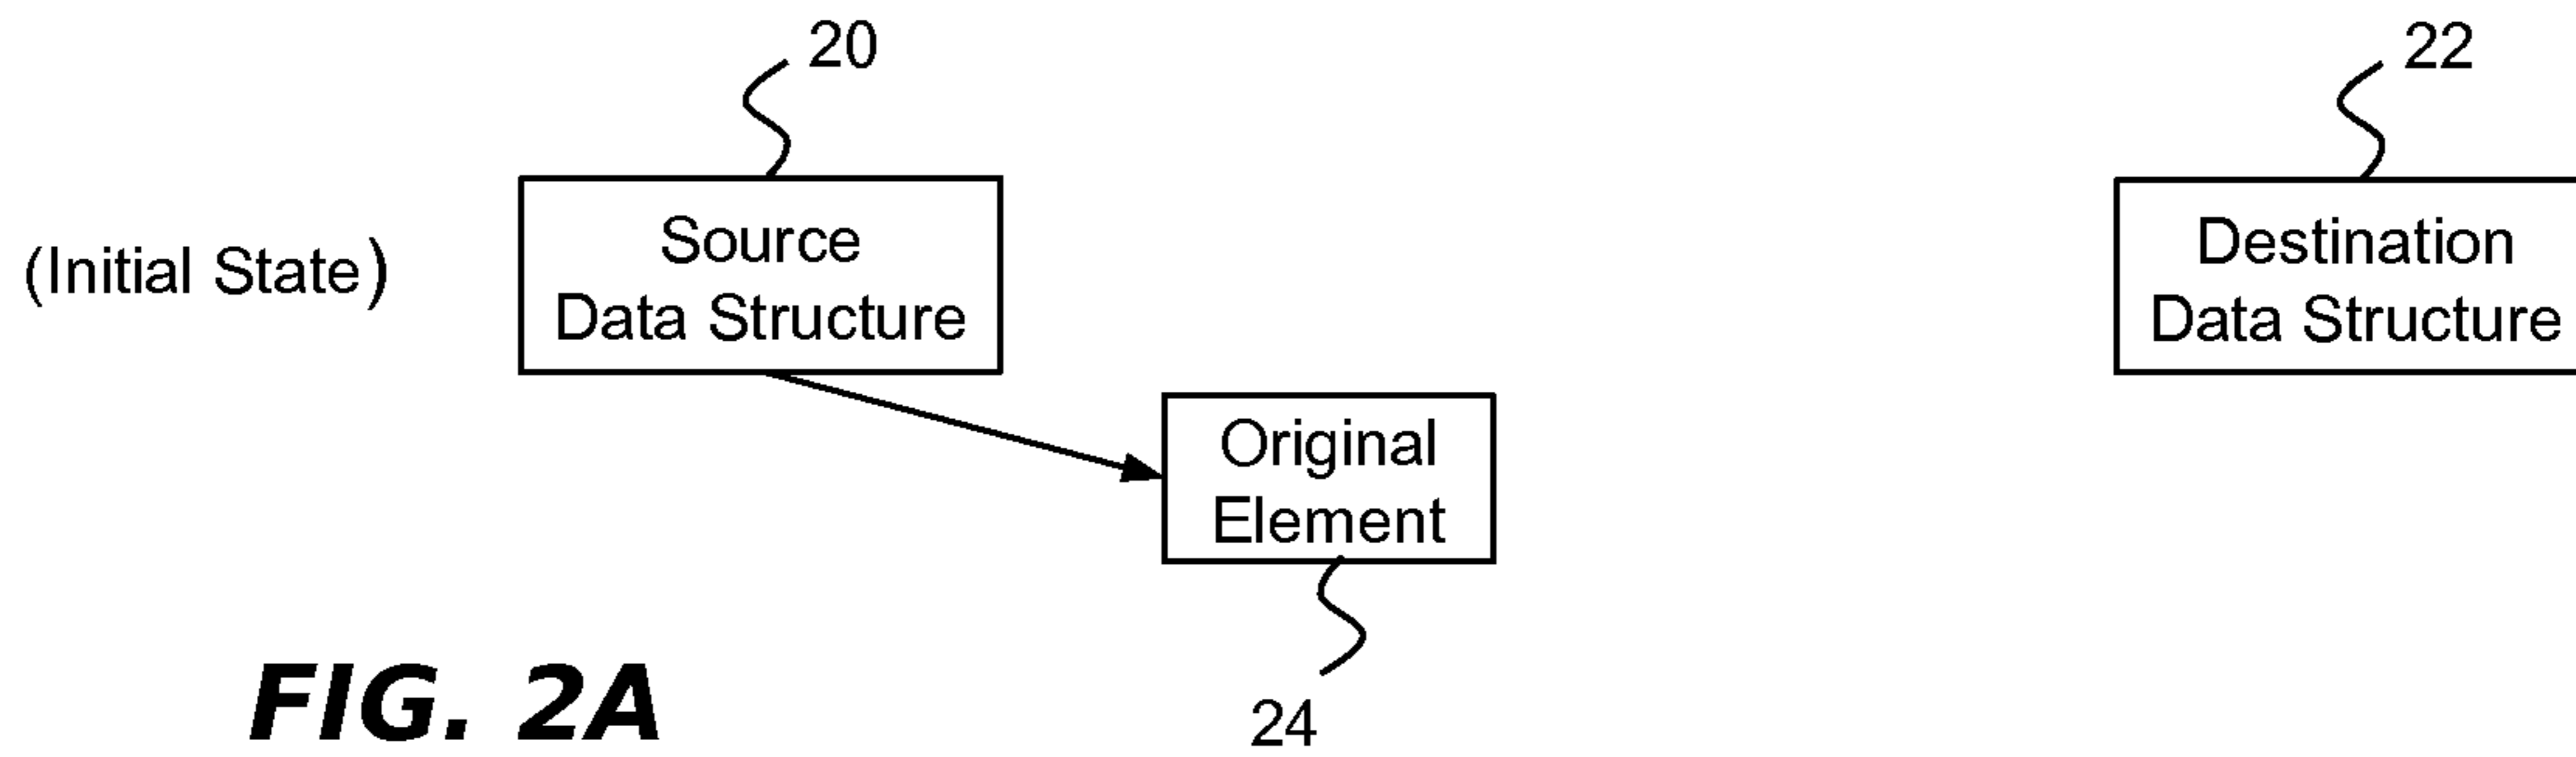 20
22
(Initial State)
Source
Data Structure
Destination
Data Structure
Original
Element
24
FIG. 2A